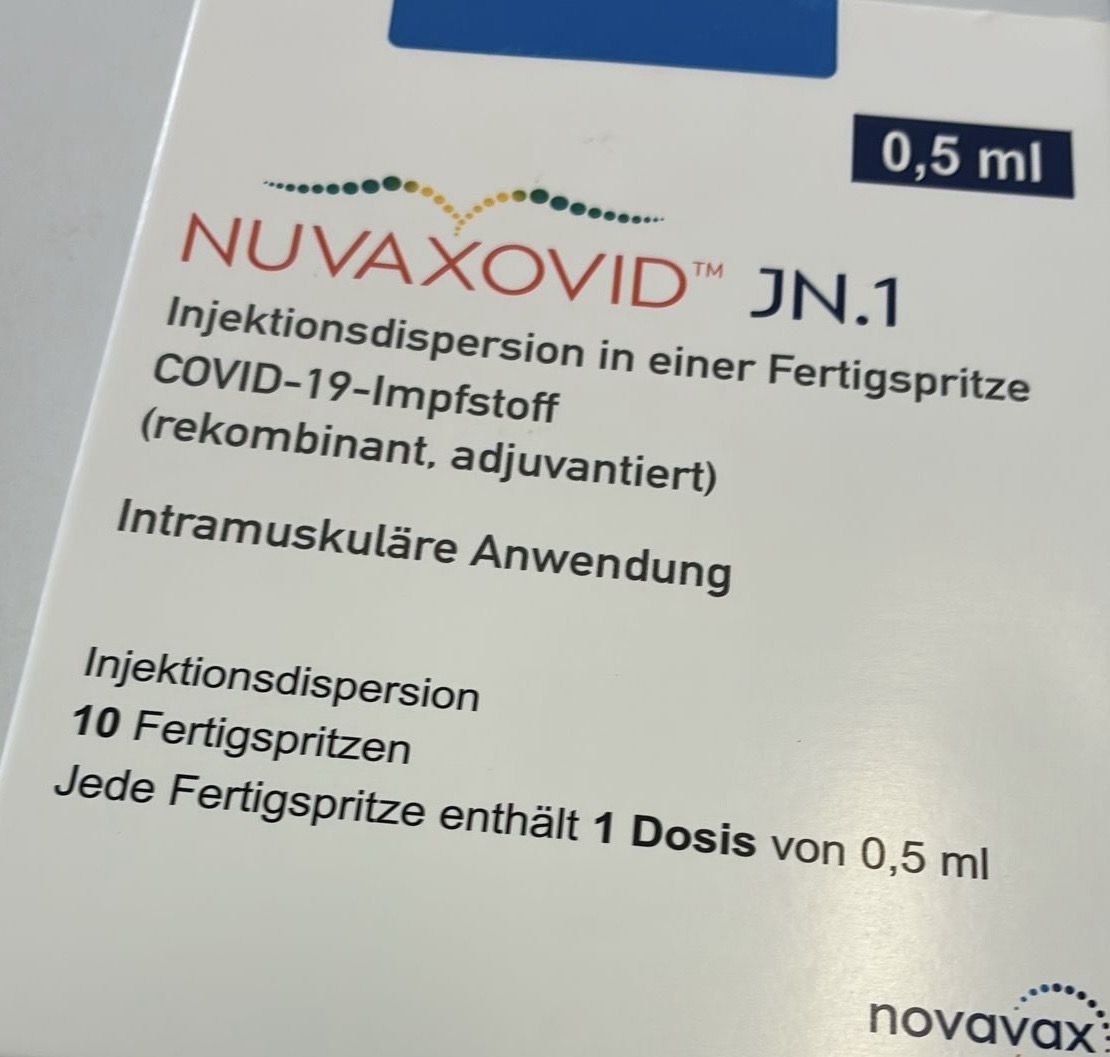 0,5 ml
NUVAXOVID™ JN.1
Injektionsdispersion in einer Fertigspritze
COVID-19-Impfstoff
(rekombinant, adjuvantiert)
Intramuskuläre Anwendung
Injektionsdispersion
10 Fertigspritzen
Jede Fertigspritze enthält 1 Dosis von 0,5 ml
novavax